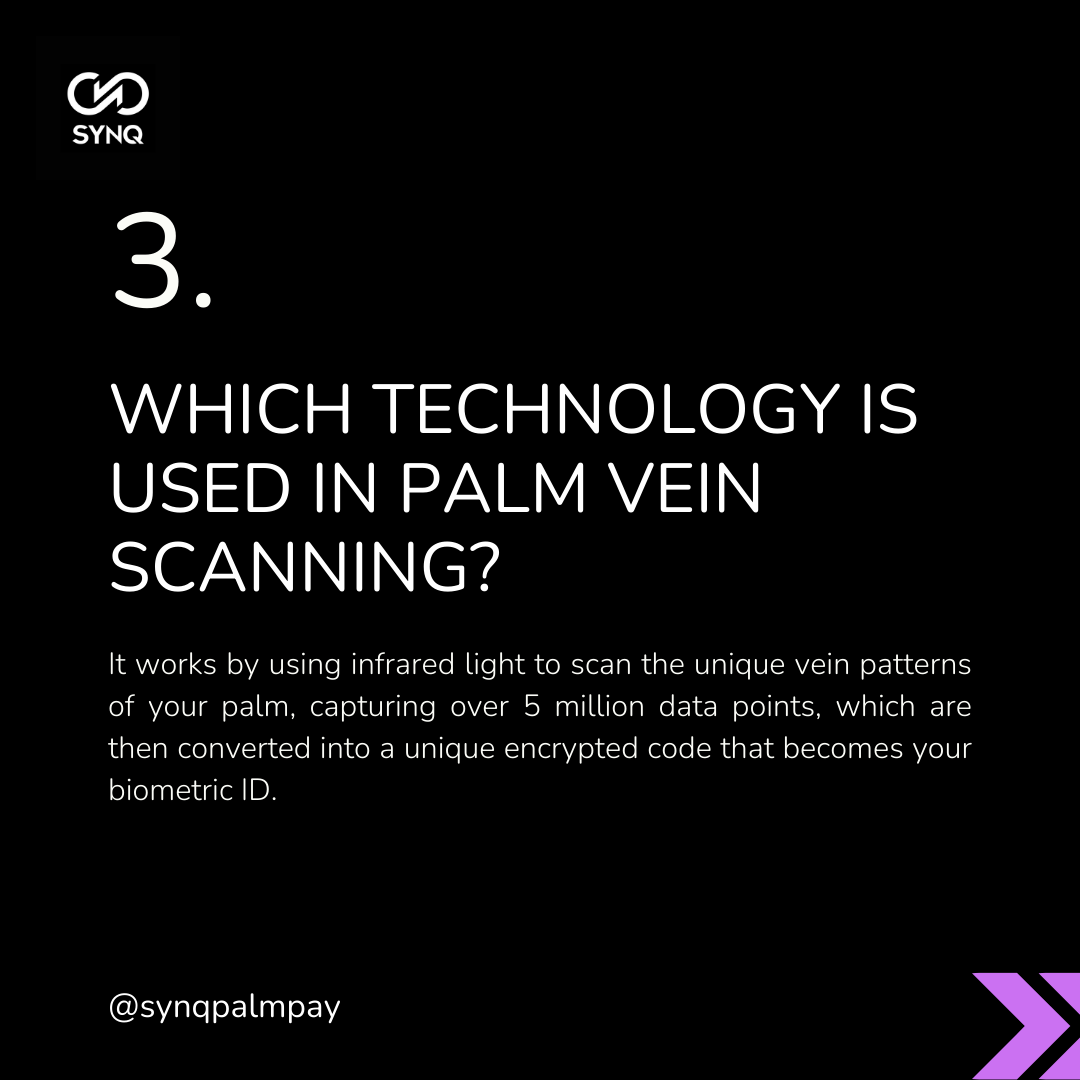 SYNQ
3.
WHICH TECHNOLOGY IS
USED IN PALM VEIN
SCANNING?
It works by using infrared light to scan the unique vein patterns
of your palm, capturing over 5 million data points, which are
then converted into a unique encrypted code that becomes your
biometric ID.
@synqpalmpay